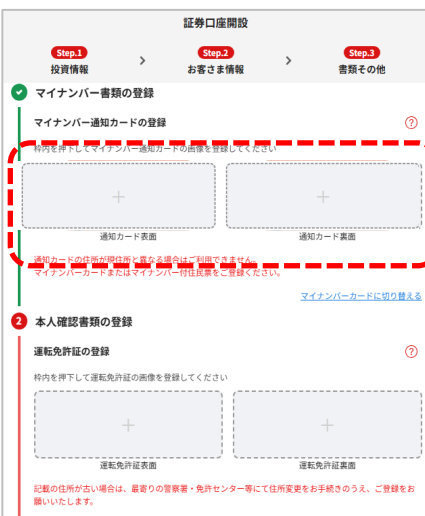 証券口座開設
Step.1
投資情報
>
Step.2
お客さま情報
>
Step.3
書類その他
マイナンバー書類の登録
マイナンバー通知カードの登録
?
枠内を押下してマイナンバー通知カードの画像を登録してください
+
+
通知カード表面
通知カード裏面
通知カードの住所が現住所と異なる場合はご利用できません。
マイナンバーカードまたはマイナンバー付住民票をご登録ください。
マイナンバーカードに切り替える
2 本人確認書類の登録
運転免許証の登録
?
枠内を押下して運転免許証の画像を登録してください
+
+
運転免許証表面
運転免許証裏面
記載の住所が古い場合は、最寄りの警察署・免許センター等にて住所変更をお手続きのうえ、ご登録をお
願いいたします。